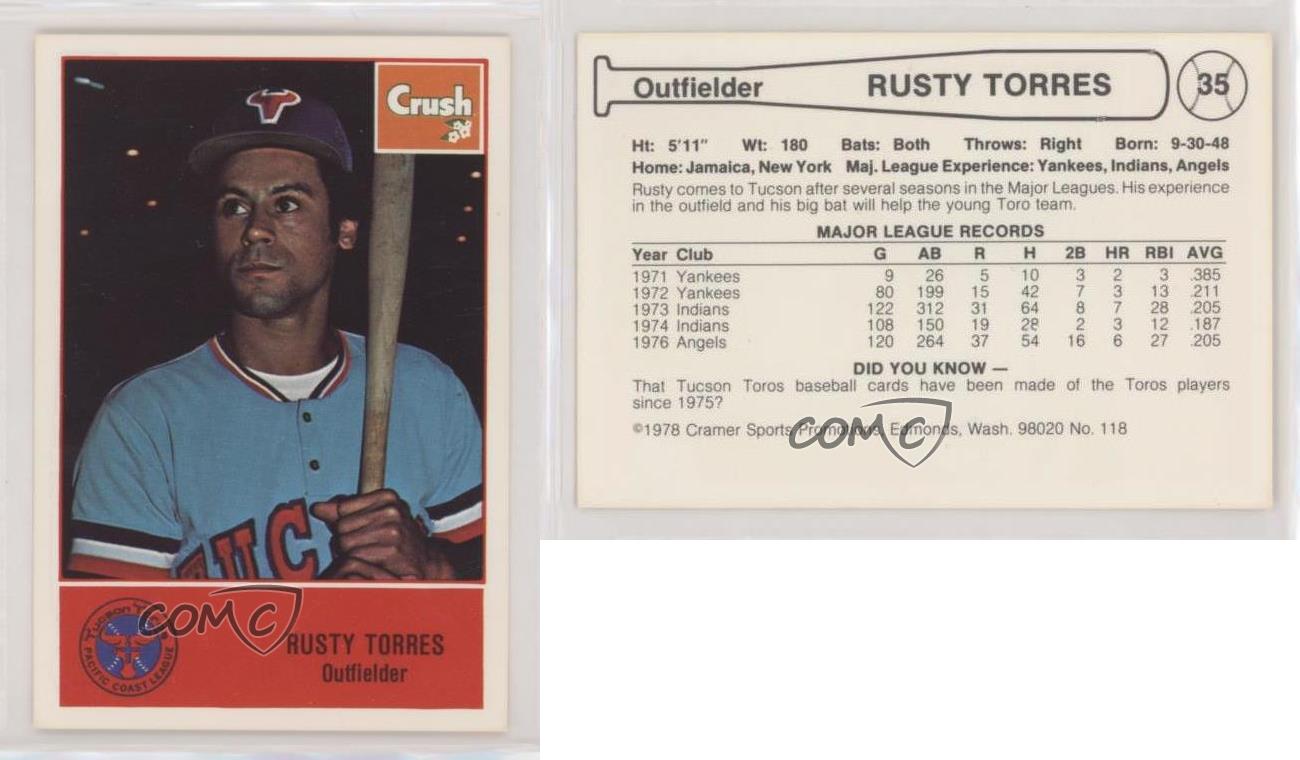 Crush
TUC
Tucson
PACIFIC COAST LEAGUE
COMC
RUSTY TORRES
Outfielder
Outfielder RUSTY TORRES 35
Ht: 5'11" Wt: 180 Bats: Both Throws: Right Born: 9-30-48
Home: Jamaica, New York Maj. League Experience: Yankees, Indians, Angels
Rusty comes to Tucson after several seasons in the Major Leagues. His experience
in the outfield and his big bat will help the young Toro team.
MAJOR LEAGUE RECORDS
Year Club G AB R H 2B HR RBI AVG
1971 Yankees 9 26 5 10 3 2 3 .385
1972 Yankees 80 199 15 42 7 3 13 .211
1973 Indians 122 312 31 64 8 7 28 .205
1974 Indians 108 150 19 28 2 3 12 .187
1976 Angels 120 264 37 54 16 6 27 .205
DID YOU KNOW —
That Tucson Toros baseball cards have been made of the Toros players
since 1975?
©1978 Cramer Sports Promotions, Edmonds, Wash. 98020 No. 118
COMC